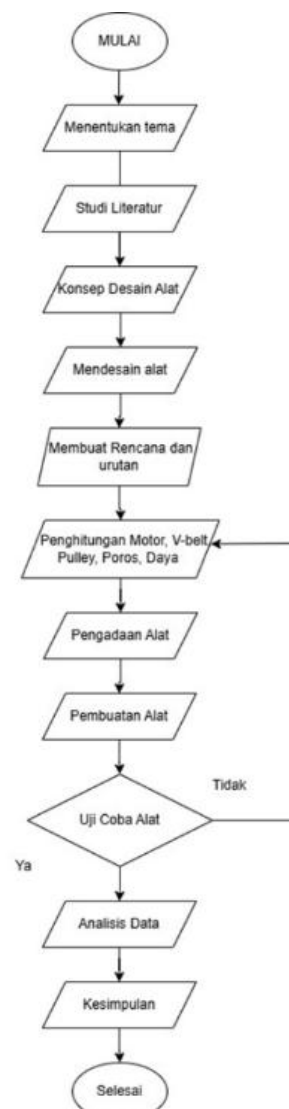 MULAI
Menentukan tema
Studi Literatur
Konsep Desain Alat
Mendesain alat
Membuat Rencana dan
urutan
Penghitungan Motor, V-belt
Pulley, Poros, Daya
Pengadaan Alat
Pembuatan Alat
Tidak
Uji Coba Alat
Ya
Analisis Data
Kesimpulan
Selesai